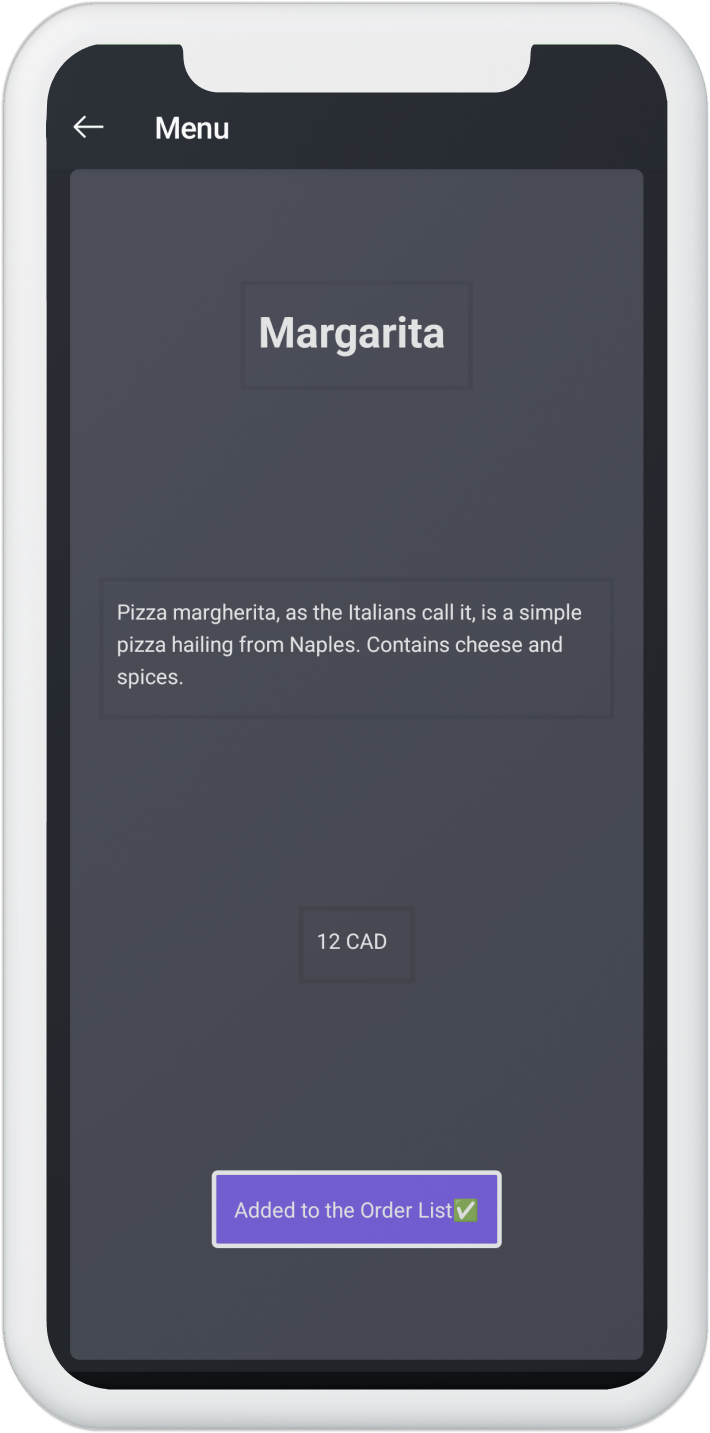 Menu
Margarita
Pizza margherita, as the Italians call it, is a simple
pizza hailing from Naples. Contains cheese and
spices.
12 CAD
Added to the Order List✅